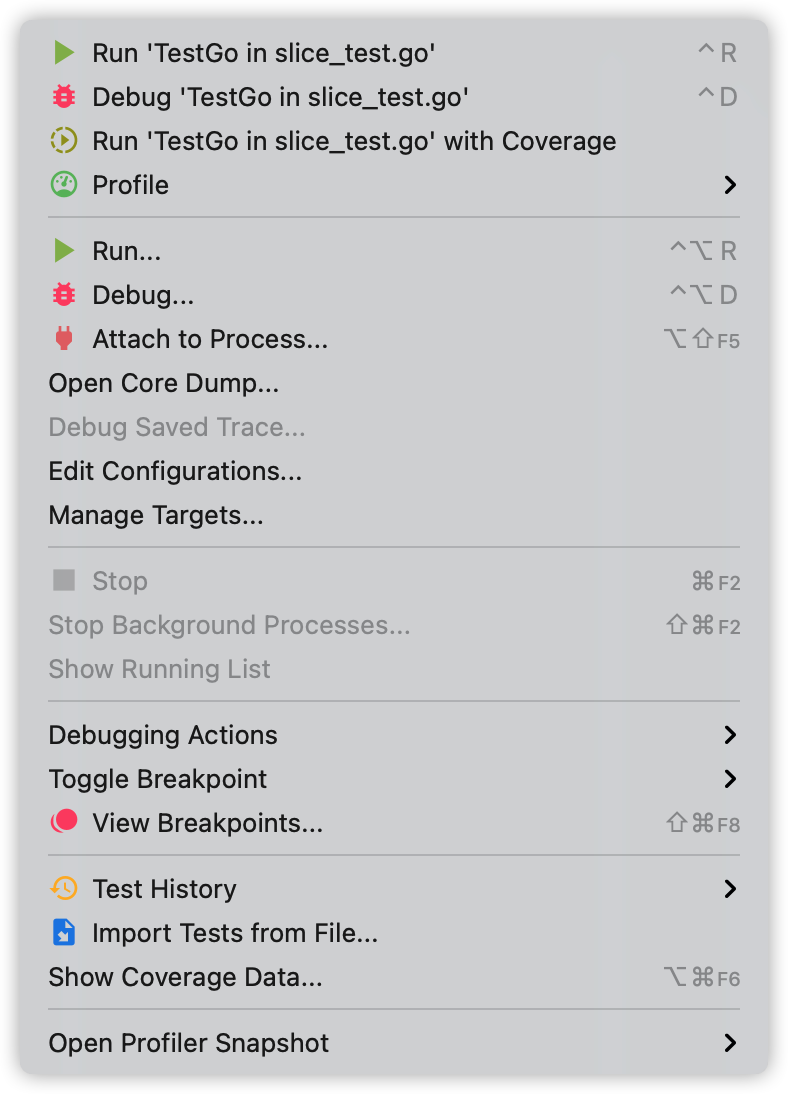 Run 'TestGo in slice_test.go' ⌃R
Debug 'TestGo in slice_test.go' ⌃D
Run 'TestGo in slice_test.go' with Coverage
Profile
Run... ⌃⌥R
Debug... ⌃⌥D
Attach to Process... ⌥⇧F5
Open Core Dump...
Debug Saved Trace...
Edit Configurations...
Manage Targets...
Stop ⌘F2
Stop Background Processes... ⇧⌘F2
Show Running List
Debugging Actions
Toggle Breakpoint
View Breakpoints... ⇧⌘F8
Test History
Import Tests from File...
Show Coverage Data... ⌥⌘F6
Open Profiler Snapshot